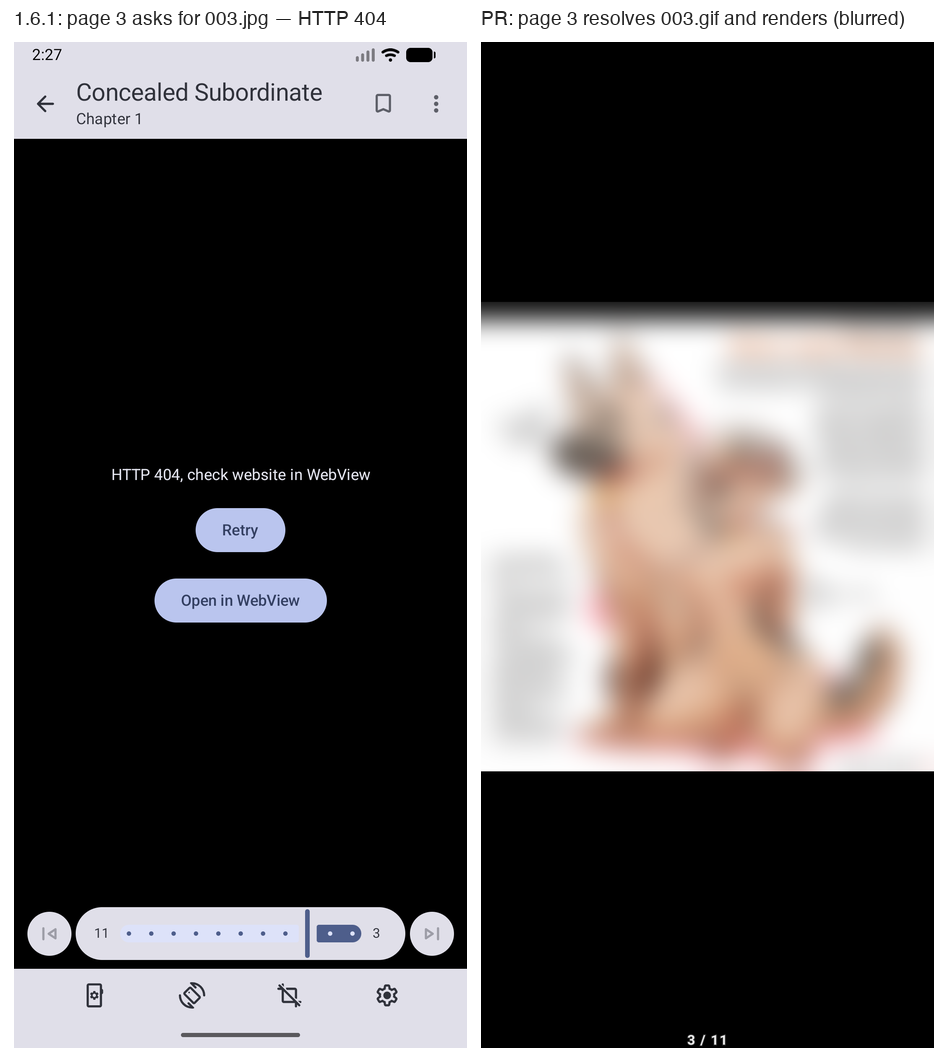 1.6.1: page 3 asks for 003.jpg — HTTP 404
PR: page 3 resolves 003.gif and renders (blurred)
2:27
Concealed Subordinate
Chapter 1
HTTP 404, check website in WebView
Retry
Open in WebView
11
3
3 / 11